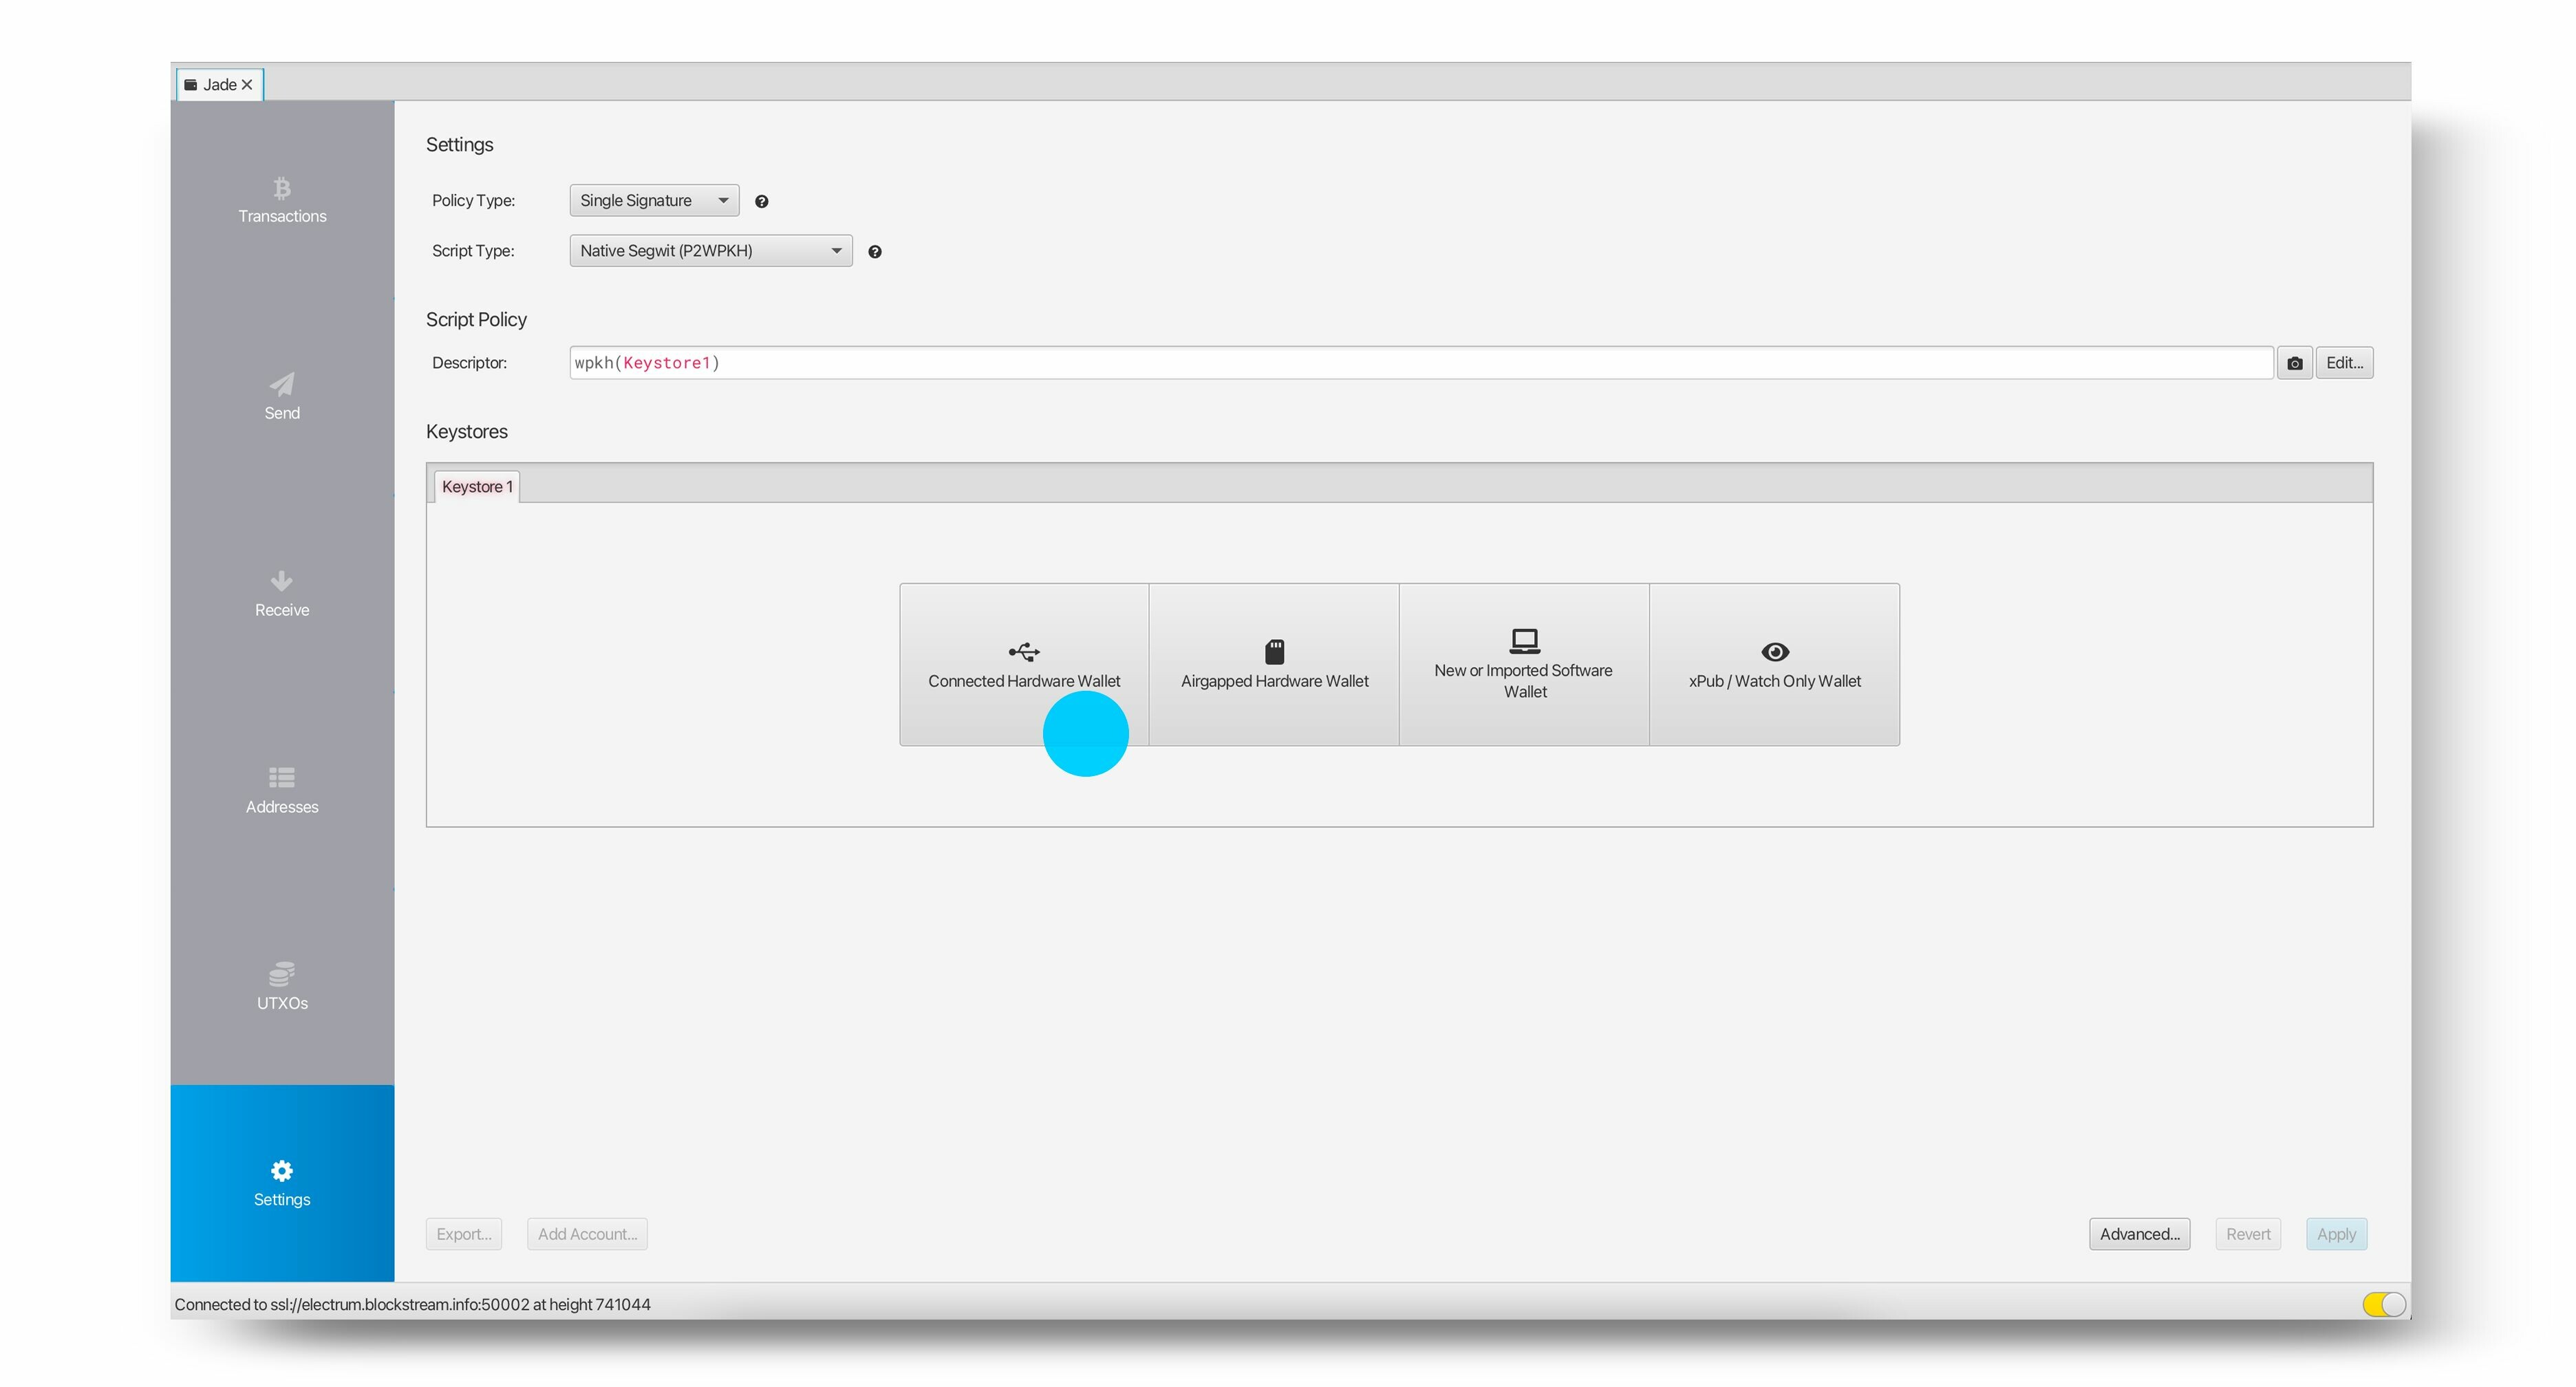 Jade
Transactions
Send
Receive
Addresses
UTXOs
Settings
Settings
Policy Type: Single Signature
Script Type: Native Segwit (P2WPKH)
Script Policy
Descriptor: wpkh(Keystore1) Edit...
Keystores
Keystore 1
Connected Hardware Wallet
Airgapped Hardware Wallet
New or Imported Software
Wallet
xPub / Watch Only Wallet
Export... Add Account... Advanced... Revert Apply
Connected to ssl://electrum.blockstream.info:50002 at height 741044